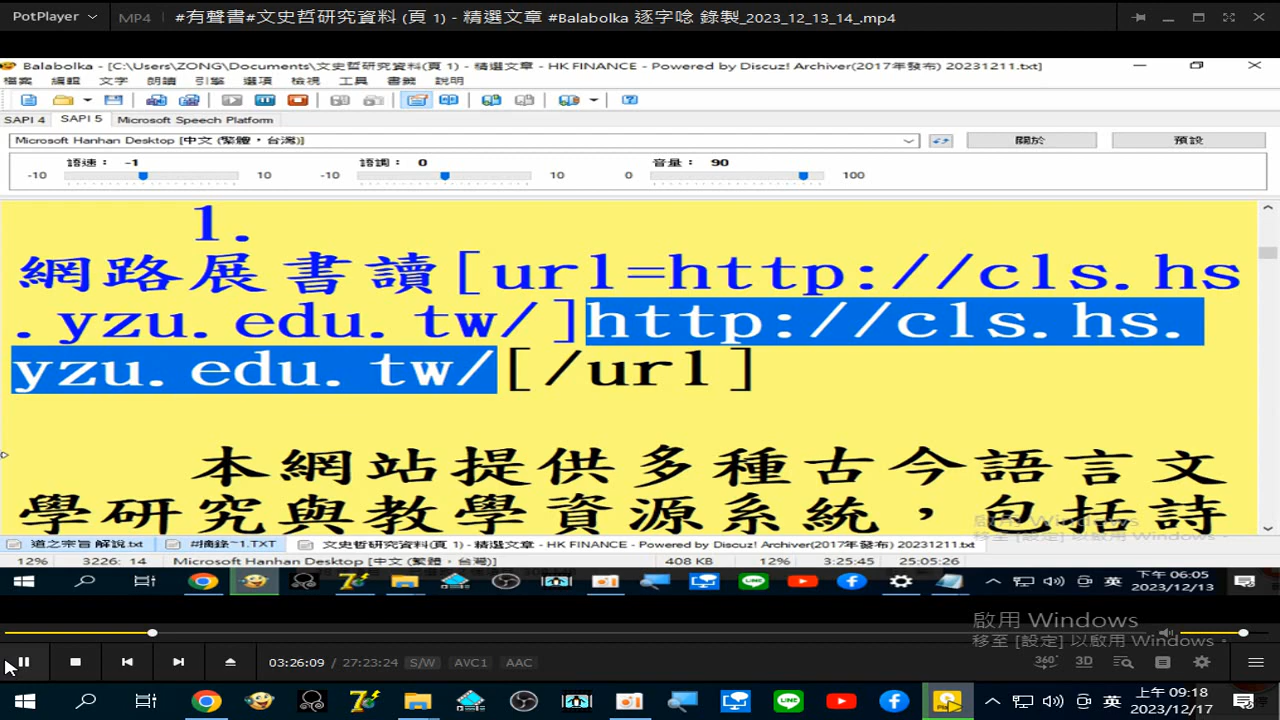 PotPlayer MP4 #有聲書#文史哲研究資料 (頁 1) - 精選文章 #Balabolka 逐字唸 錄製_2023_12_13_14_.mp4
Balabolka - [C:\Users\ZONG\Documents\文史哲研究資料(頁 1) - 精選文章 - HK FINANCE - Powered by Discuz! Archiver(2017年發布) 20231211.txt]
檔案 編輯 文字 朗讀 引擎 選項 檢視 工具 書籤 說明
SAPI 4 SAPI 5 Microsoft Speech Platform
Microsoft Hanhan Desktop [中文 (繁體，台灣)] 關於 預設
語速： -1 語調： 0 音量： 90
-10 10 -10 10 0 100
1.
網路展書讀[url=http://cls.hs
.yzu.edu.tw/]http://cls.hs.
yzu.edu.tw/[/url]
本網站提供多種古今語言文
學研究與教學資源系統，包括詩
啟用 Windows
移至 [設定] 以啟用 Windows。
道之宗旨 解說.txt #摘錄~1.TXT 文史哲研究資料(頁 1) - 精選文章 - HK FINANCE - Powered by Discuz! Archiver(2017年發布) 20231211.txt
12% 3226: 14 Microsoft Hanhan Desktop [中文 (繁體，台灣)] 408 KB 12% 3:25:45 25:05:26
英 下午 06:05
2023/12/13
啟用 Windows
移至 [設定] 以啟用 Windows。
03:26:09 / 27:23:24 S/W AVC1 AAC 360° 3D
英 上午 09:18
2023/12/17